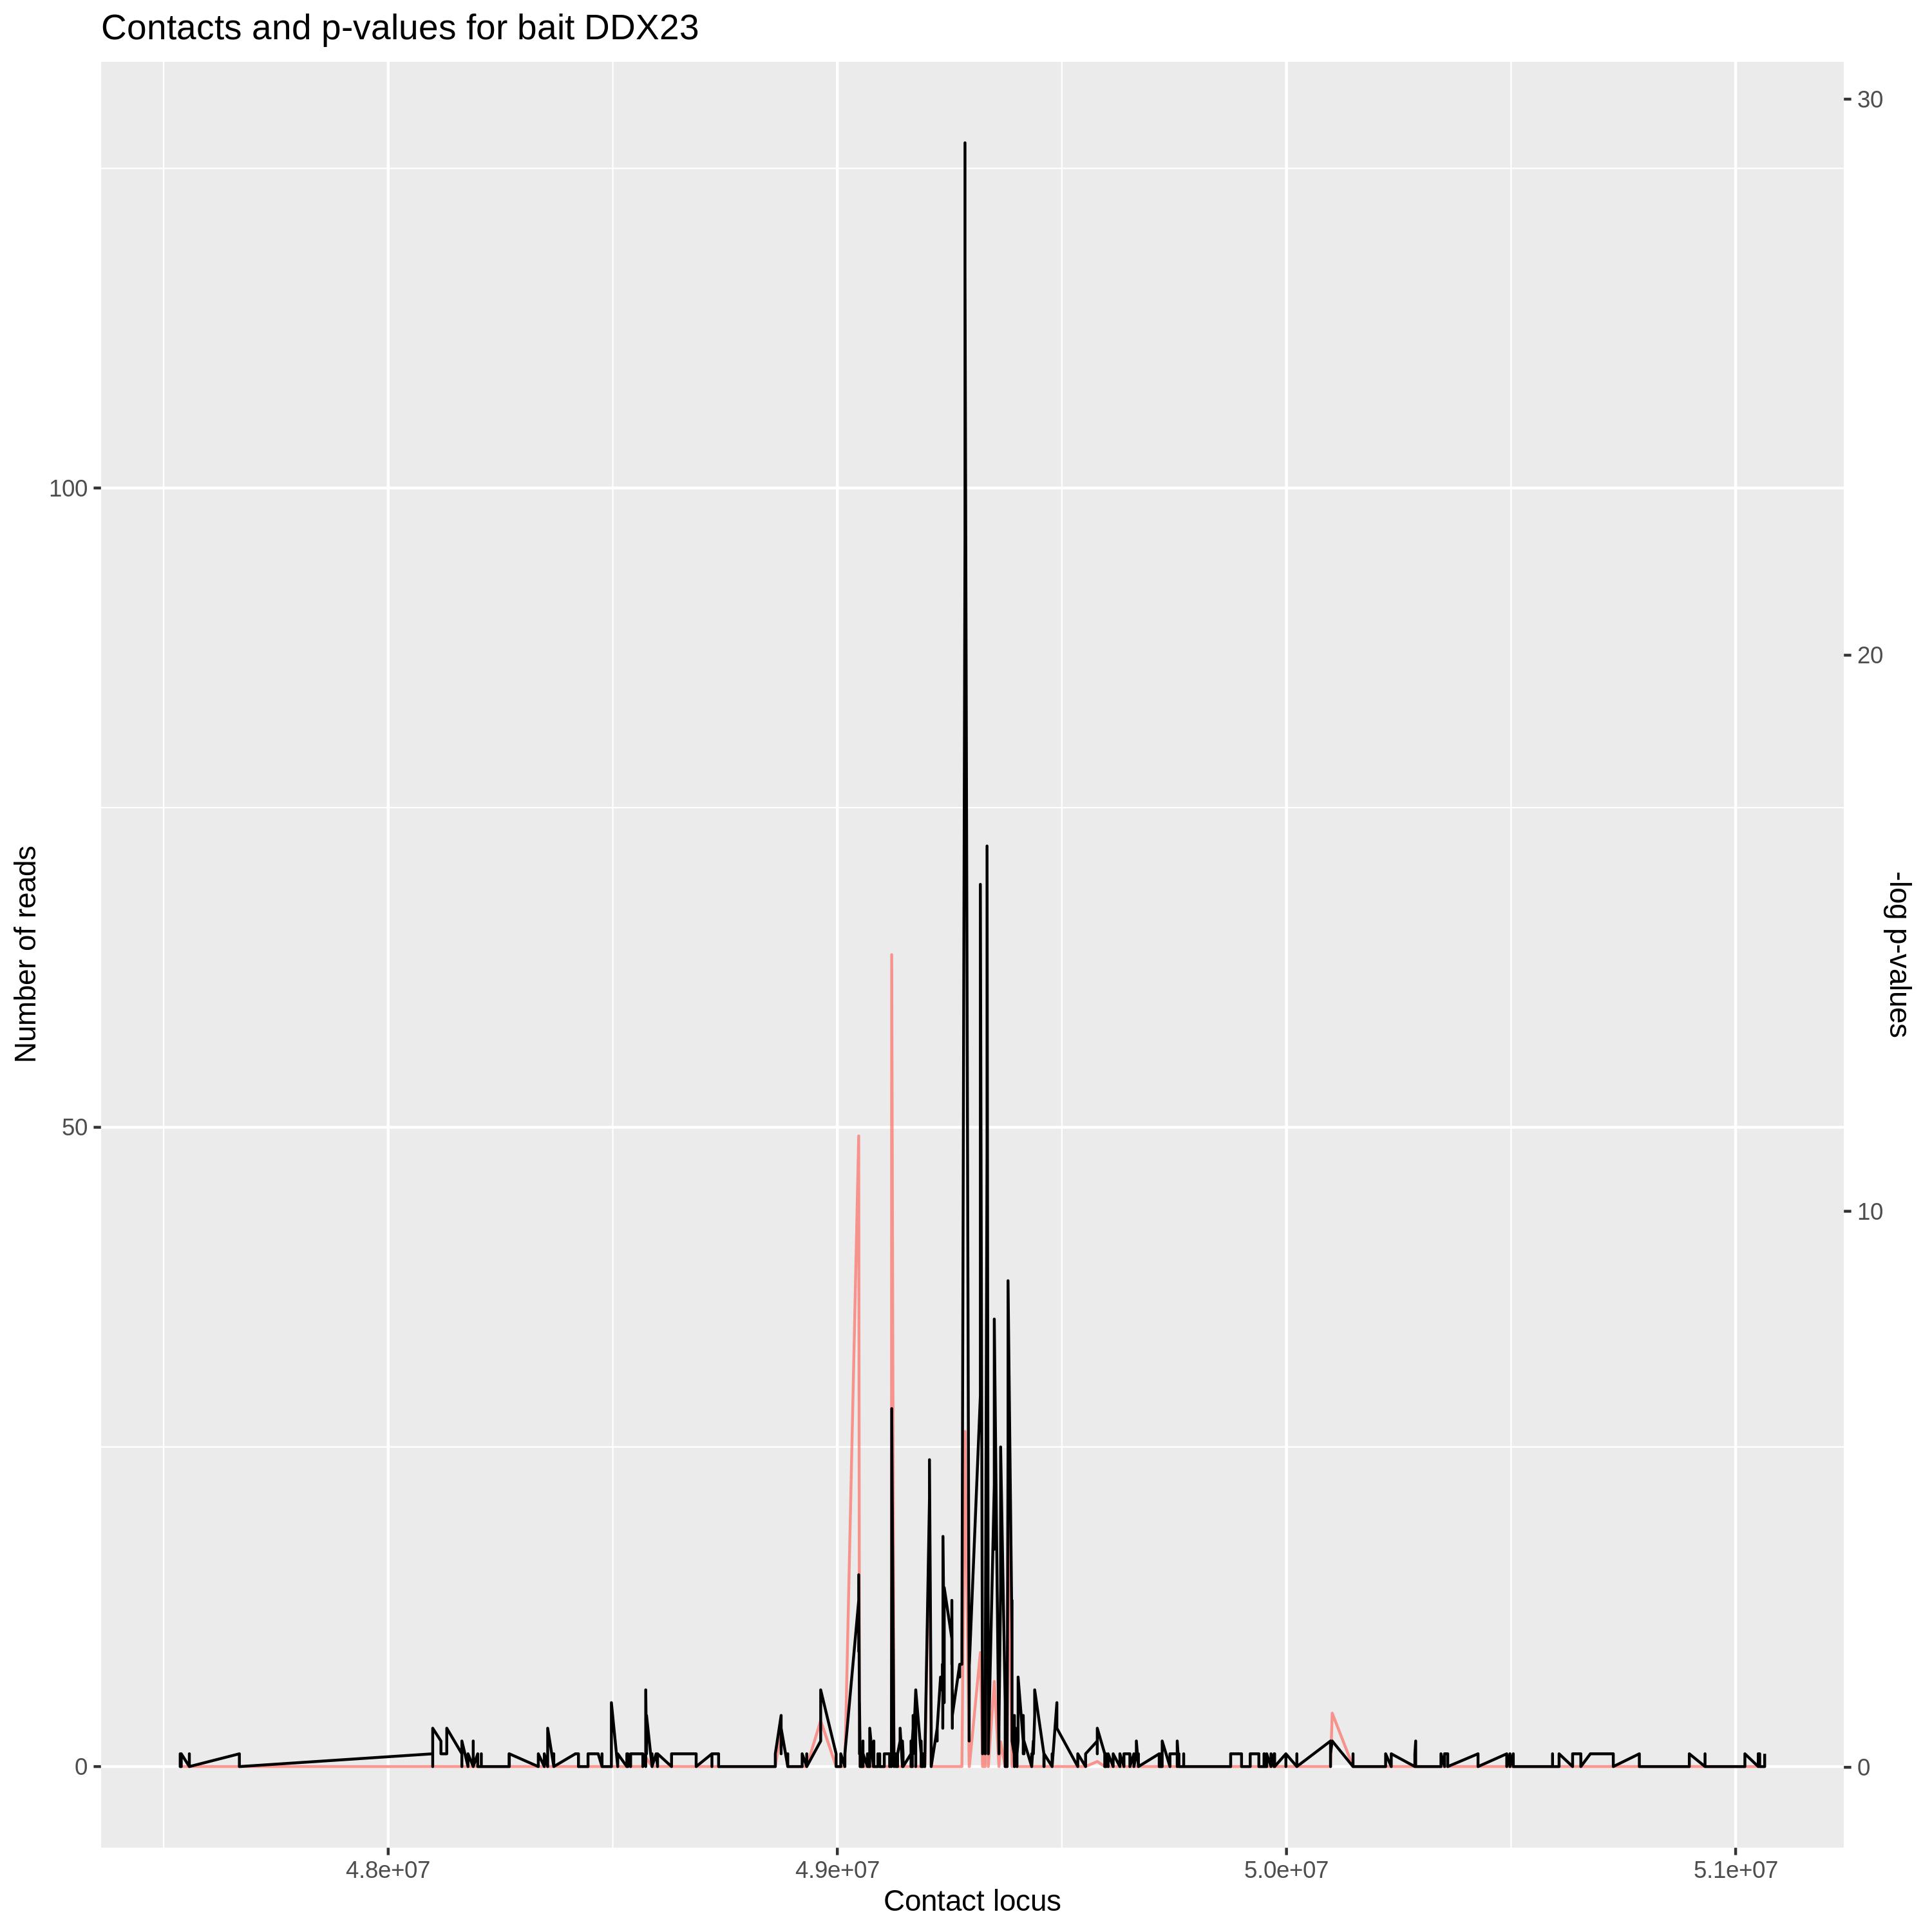 Contacts and p-values for bait DDX23
Number of reads
100
50
0
30
20
10
0
-log p-values
4.8e+07
4.9e+07
5.0e+07
5.1e+07
Contact locus